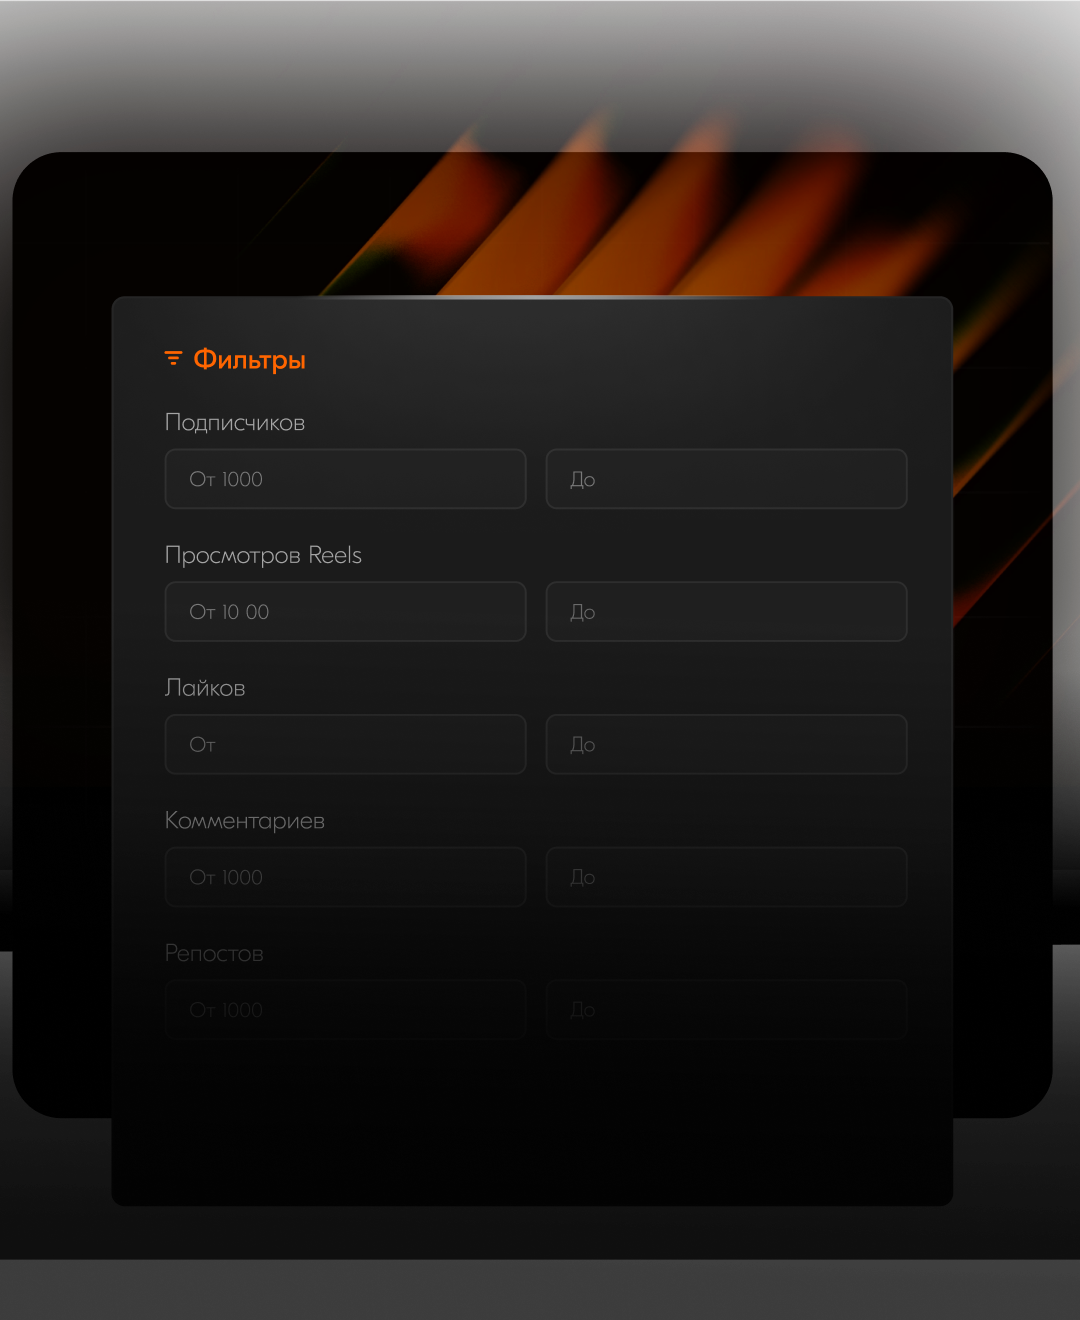 Фильтры
Подписчиков
От 1000 До
Просмотров Reels
От 10 00 До
Лайков
От До
Комментариев
От 1000 До
Репостов
От 1000 До